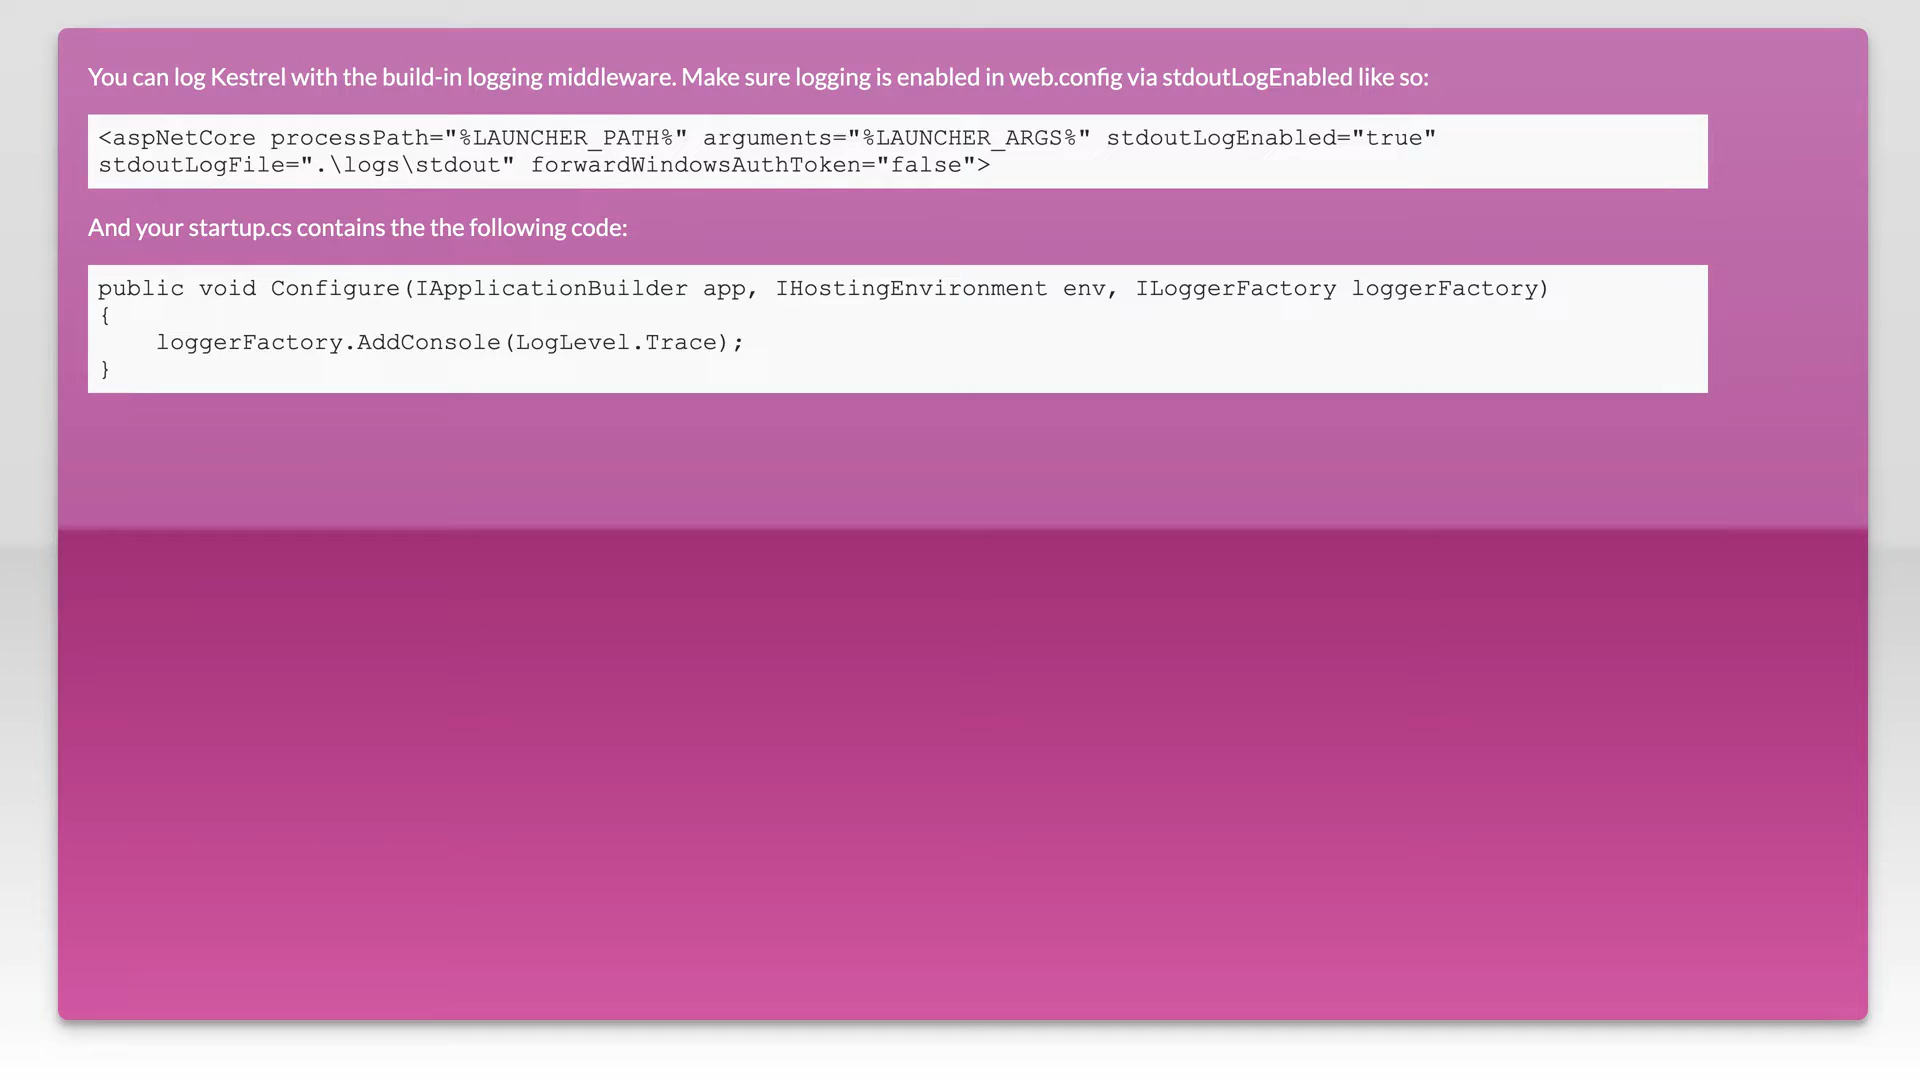 You can log Kestrel with the build-in logging middleware. Make sure logging is enabled in web.config via stdoutLogEnabled like so:
<aspNetCore processPath="%LAUNCHER_PATH%" arguments="%LAUNCHER_ARGS%" stdoutLogEnabled="true"
stdoutLogFile=".\logs\stdout" forwardWindowsAuthToken="false">
And your startup.cs contains the the following code:
public void Configure(IApplicationBuilder app, IHostingEnvironment env, ILoggerFactory loggerFactory)
{
    loggerFactory.AddConsole(LogLevel.Trace);
}